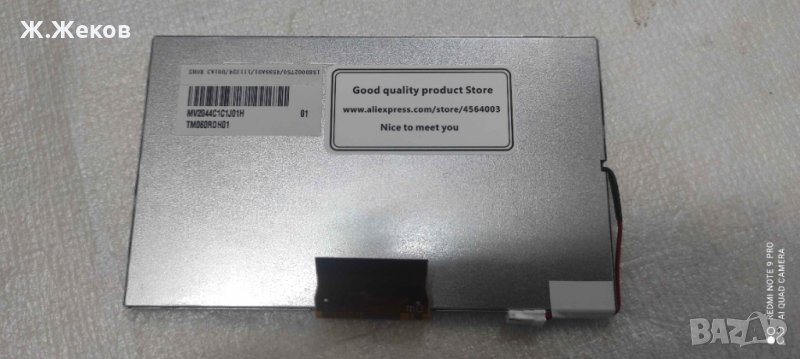 Ж.Жеков
MV2044C1C1J01H 01
TM060RDH01
Good quality product Store
www.aliexpress.com/store/4564003
Nice to meet you
REDMI NOTE 9 PRO
AI QUAD CAMERA
BAZAR